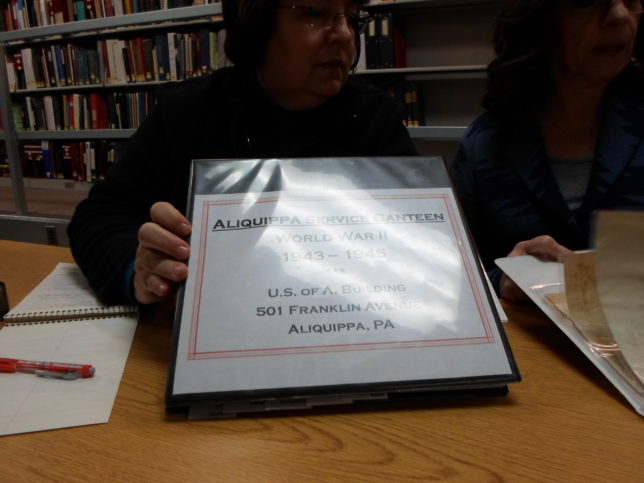 Aliquippa Service Canteen
World War II
1943 – 1945
***
U.S. of A. Building
501 Franklin Avenue
Aliquippa, PA